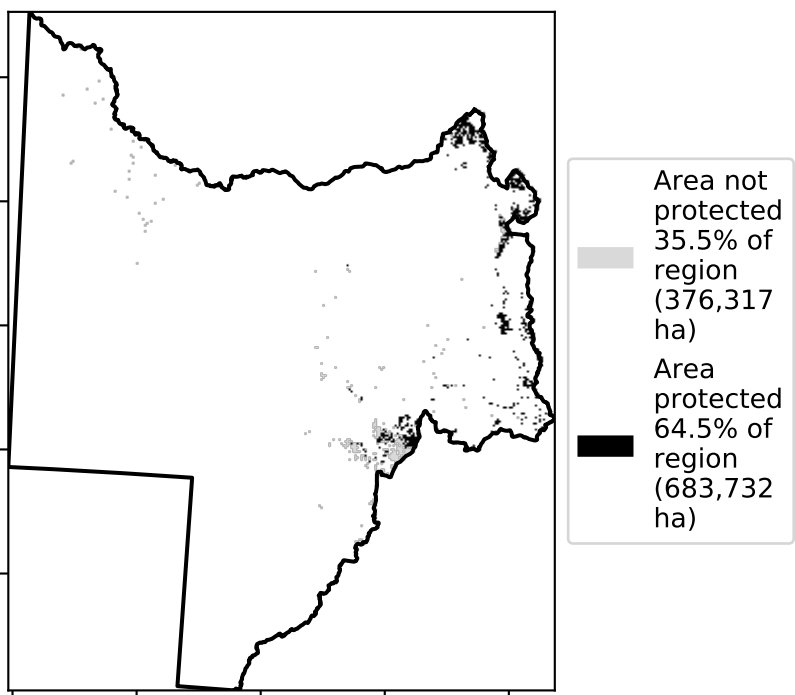 Area not
protected
35.5% of
region
(376,317
ha)
Area
protected
64.5% of
region
(683,732
ha)